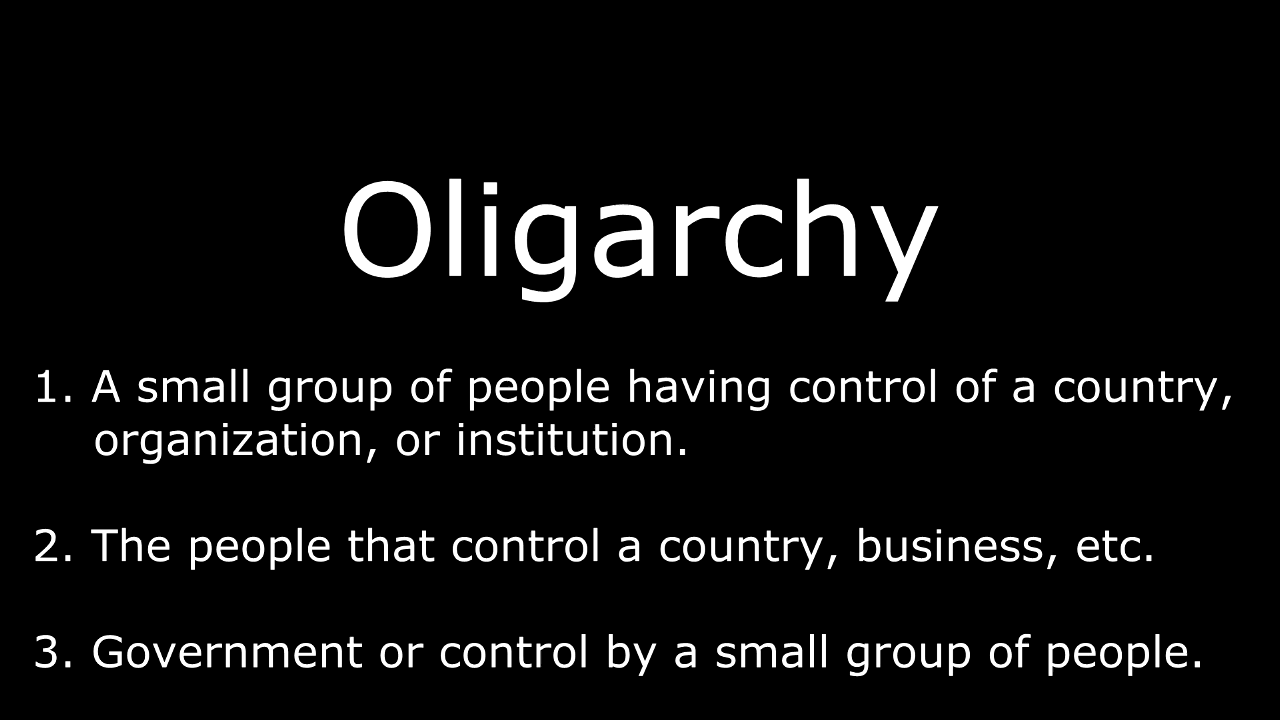 Oligarchy
1. A small group of people having control of a country,
organization, or institution.
2. The people that control a country, business, etc.
3. Government or control by a small group of people.